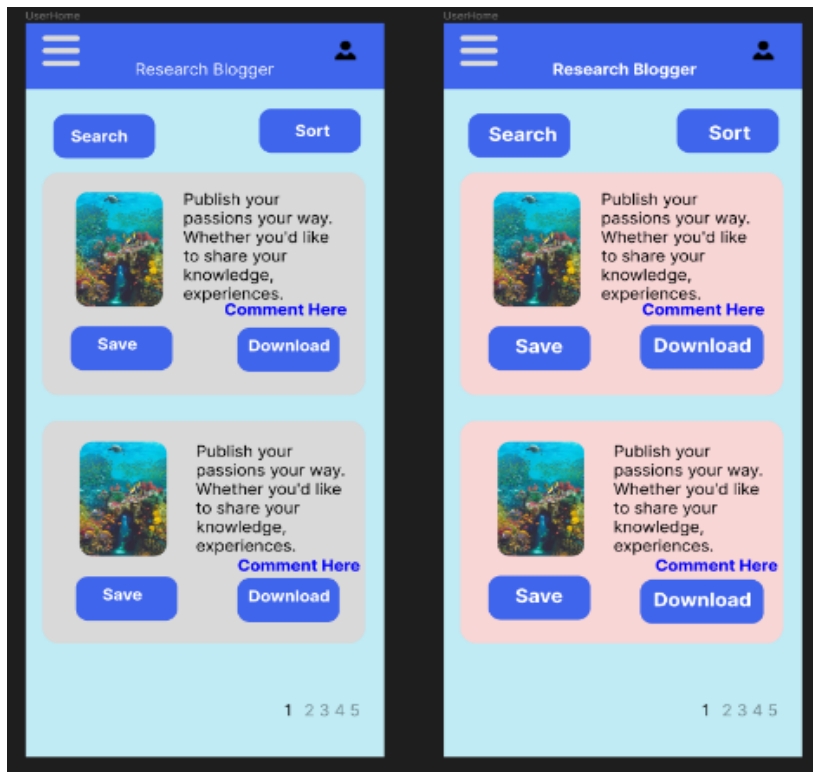 UserHome
Research Blogger
Search
Sort
Publish your
passions your way.
Whether you'd like
to share your
knowledge,
experiences.
Comment Here
Save
Download
Publish your
passions your way.
Whether you'd like
to share your
knowledge,
experiences.
Comment Here
Save
Download
1 2 3 4 5
UserHome
Research Blogger
Search
Sort
Publish your
passions your way.
Whether you'd like
to share your
knowledge,
experiences.
Comment Here
Save
Download
Publish your
passions your way.
Whether you'd like
to share your
knowledge,
experiences.
Comment Here
Save
Download
1 2 3 4 5